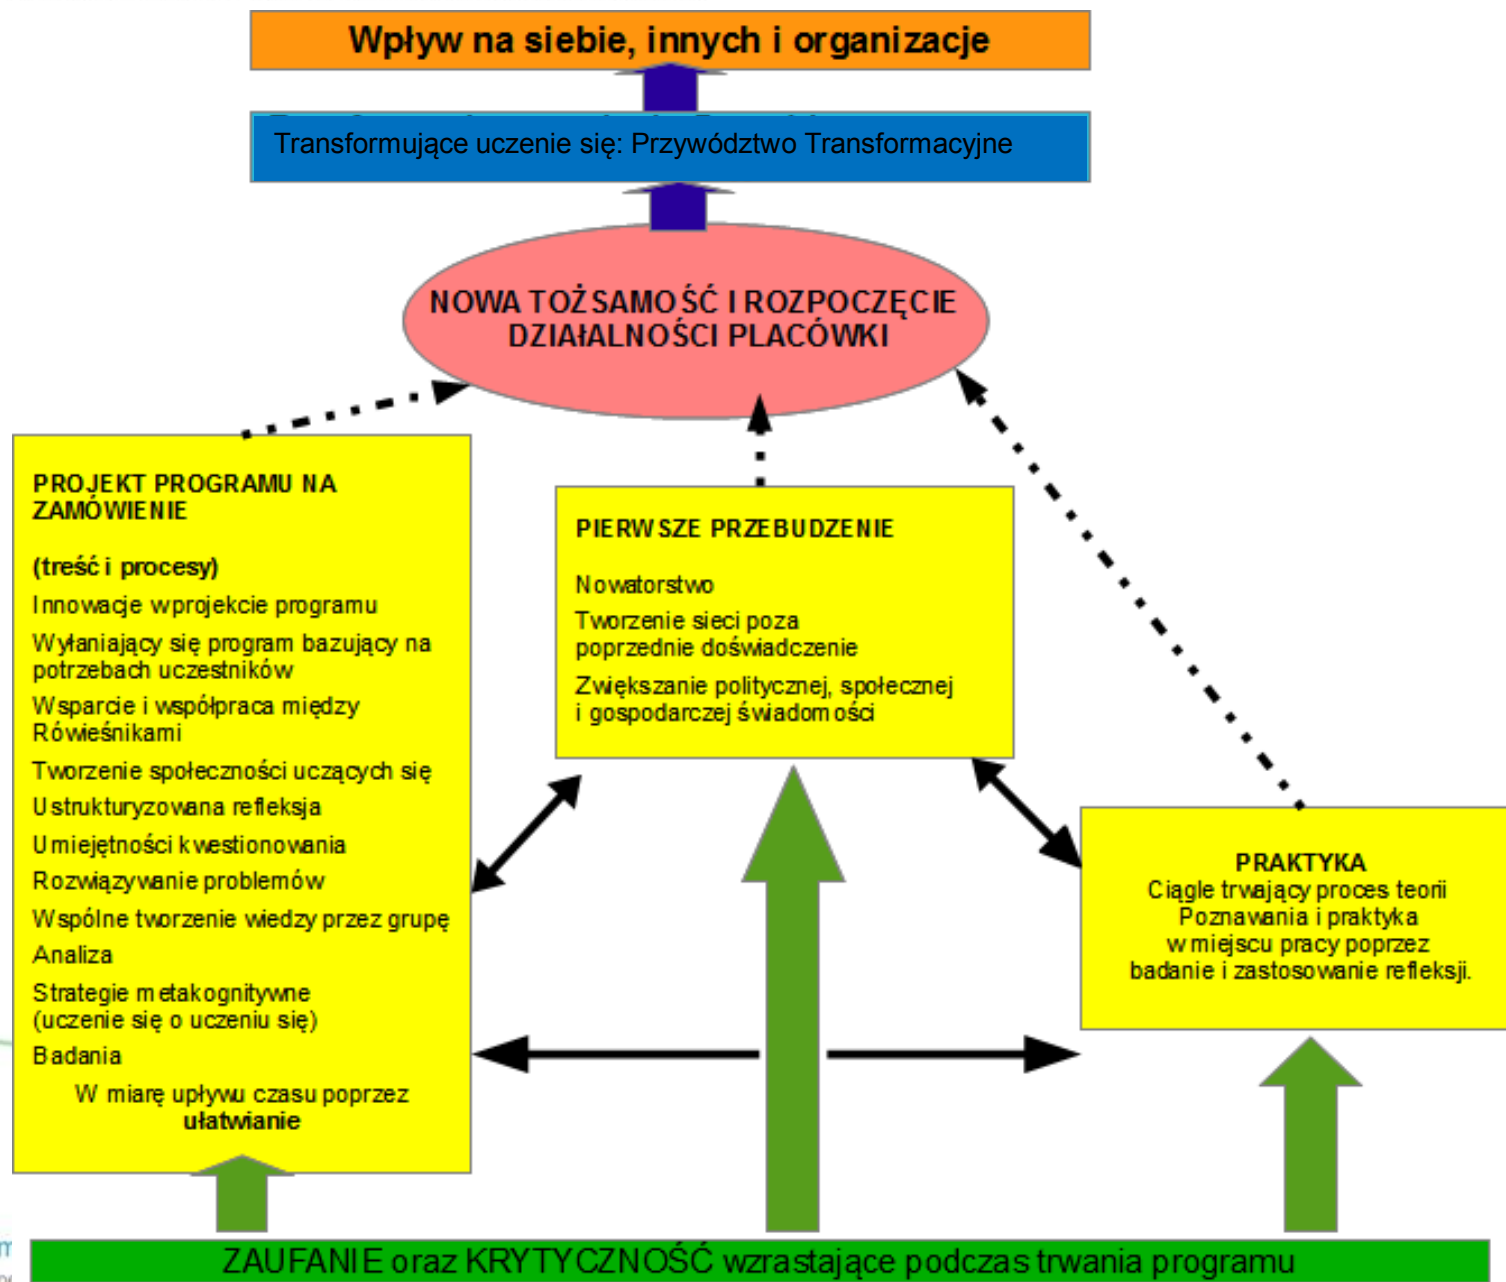 Wpływ na siebie, innych i organizacje
Transformujące uczenie się: Przywództwo Transformacyjne
NOWA TOŻSAMOŚĆ I ROZPOCZĘCIE
DZIAłALNOŚCI PLACÓWKI
PROJEKT PROGRAMU NA
ZAMÓWIENIE
(treść i procesy)
Innowacje wprojekcie programu
Wyłaniający się program bazujący na
potrzebach uczestników
Wsparcie i współpraca między
Rówieśnikami
Tworzenie społeczności uczących się
Ustrukturyzowana refleksja
Umiejętności kwestionowania
Rozwiązywanie problemów
Wspólne tworzenie wiedzy przez grupę
Analiza
Strategie metakognitywne
(uczenie się o uczeniu się)
Badania
W miarę upływu czasu poprzez
ułatwianie
PIERWSZE PRZEBUDZENIE
Nowatorstwo
Tworzenie sieci poza
poprzednie doświadczenie
Zwiększanie politycznej, społecznej
i gospodarczej świadomości
PRAKTYKA
Ciągle trwający proces teorii
Poznawania i praktyka
w miejscu pracy poprzez
badanie i zastosowanie refleksji.
ZAUFANIE oraz KRYTYCZNOŚĆ wzrastające podczas trwania programu